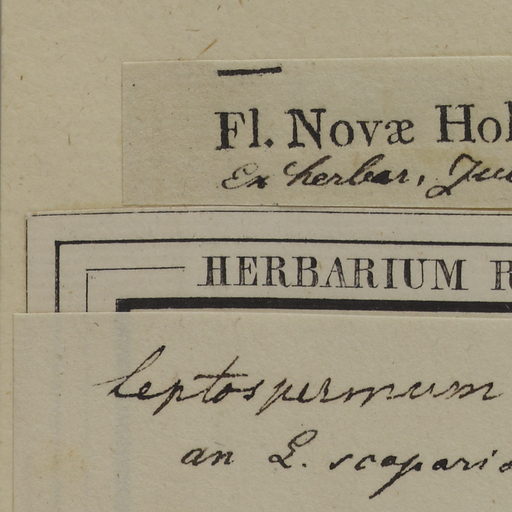 Fl. Novæ Hol
Ex herbar.
HERBARIUM R
leptospermum
an L. scopari